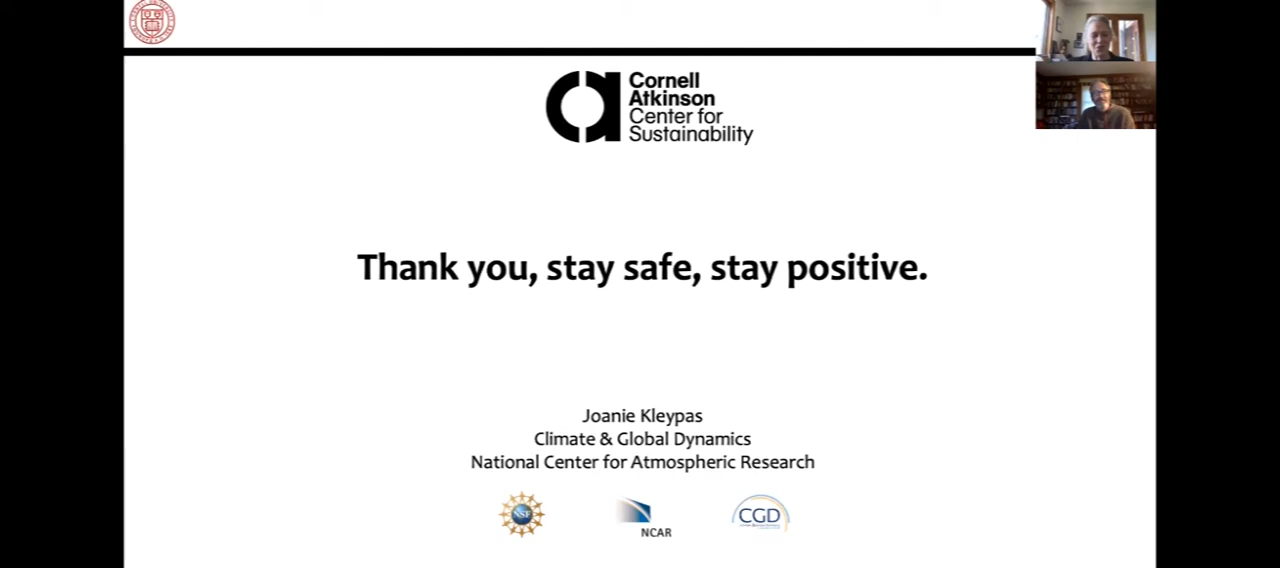 Cornell
Atkinson
Center for
Sustainability
Thank you, stay safe, stay positive.
Joanie Kleypas
Climate & Global Dynamics
National Center for Atmospheric Research
NSF
NCAR
CGD